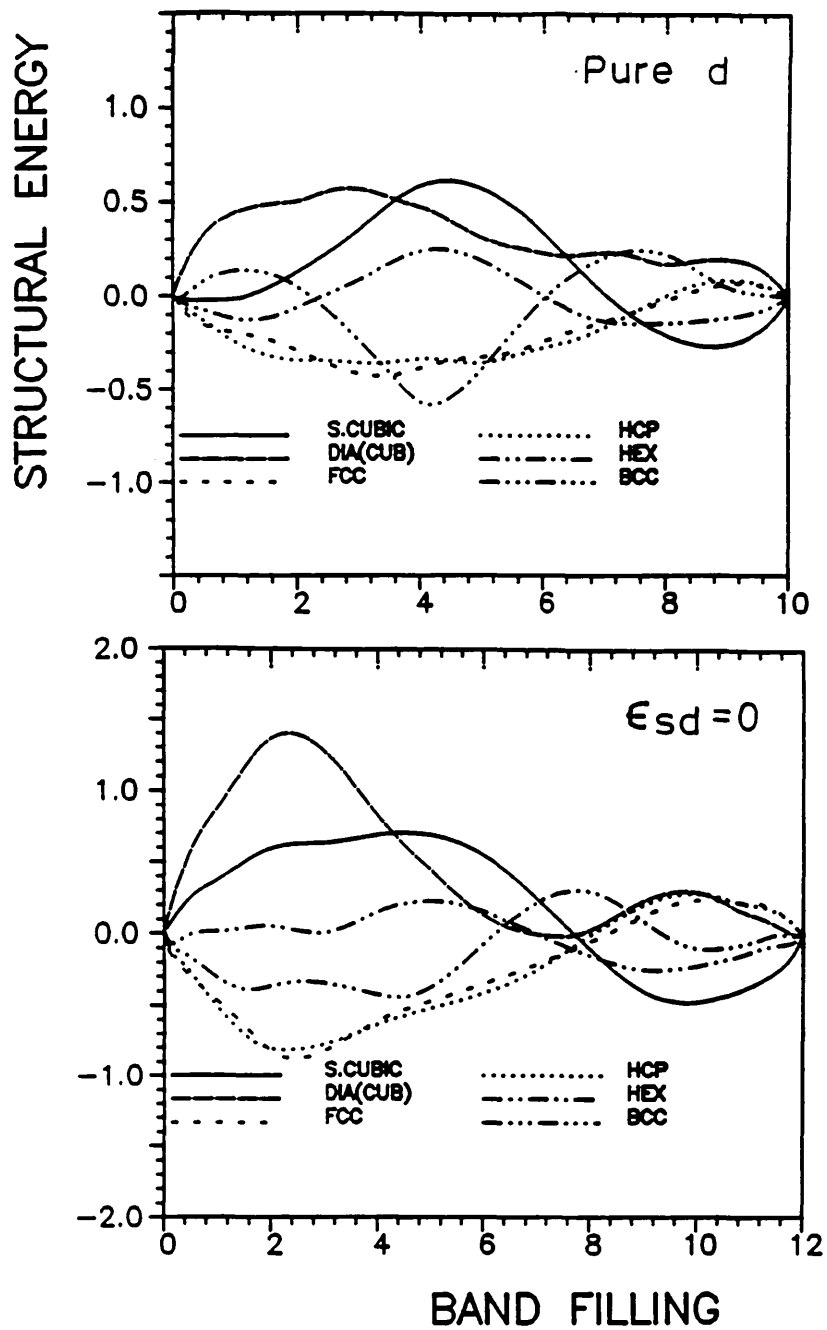 STRUCTURAL ENERGY
Pure d
1.0
0.5
0.0
−0.5
−1.0
S.CUBIC
DIA(CUB)
FCC
HCP
HEX
BCC
0 2 4 6 8 10
ϵsd=0
2.0
1.0
0.0
−1.0
−2.0
S.CUBIC
DIA(CUB)
FCC
HCP
HEX
BCC
0 2 4 6 8 10 12
BAND FILLING